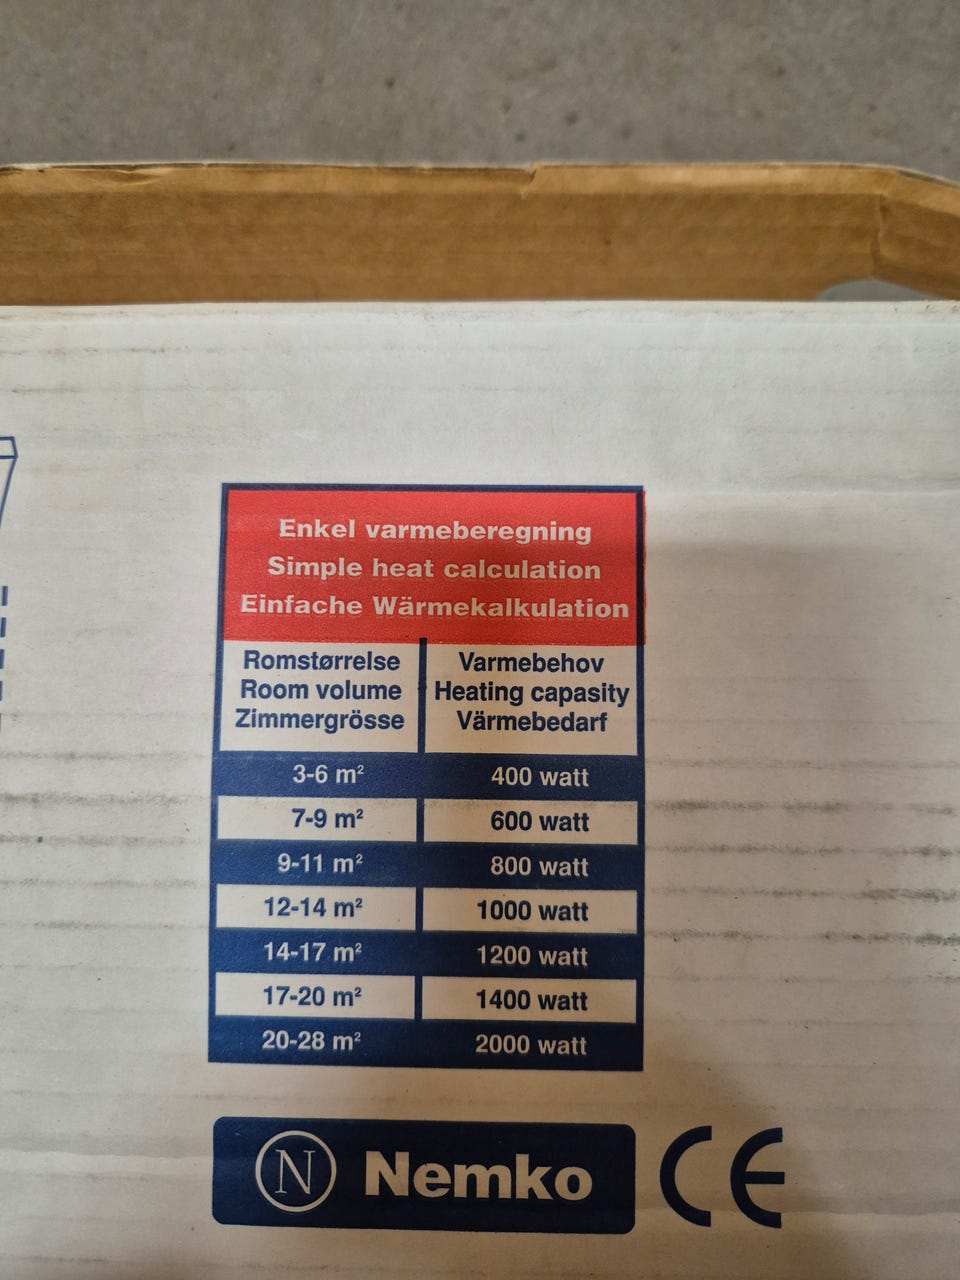 Enkel varmeberegning
Simple heat calculation
Einfache Wärmekalkulation
Romstørrelse Varmebehov
Room volume Heating capasity
Zimmergrösse Värmebedarf
3-6 m² 400 watt
7-9 m² 600 watt
9-11 m² 800 watt
12-14 m² 1000 watt
14-17 m² 1200 watt
17-20 m² 1400 watt
20-28 m² 2000 watt
N Nemko CE